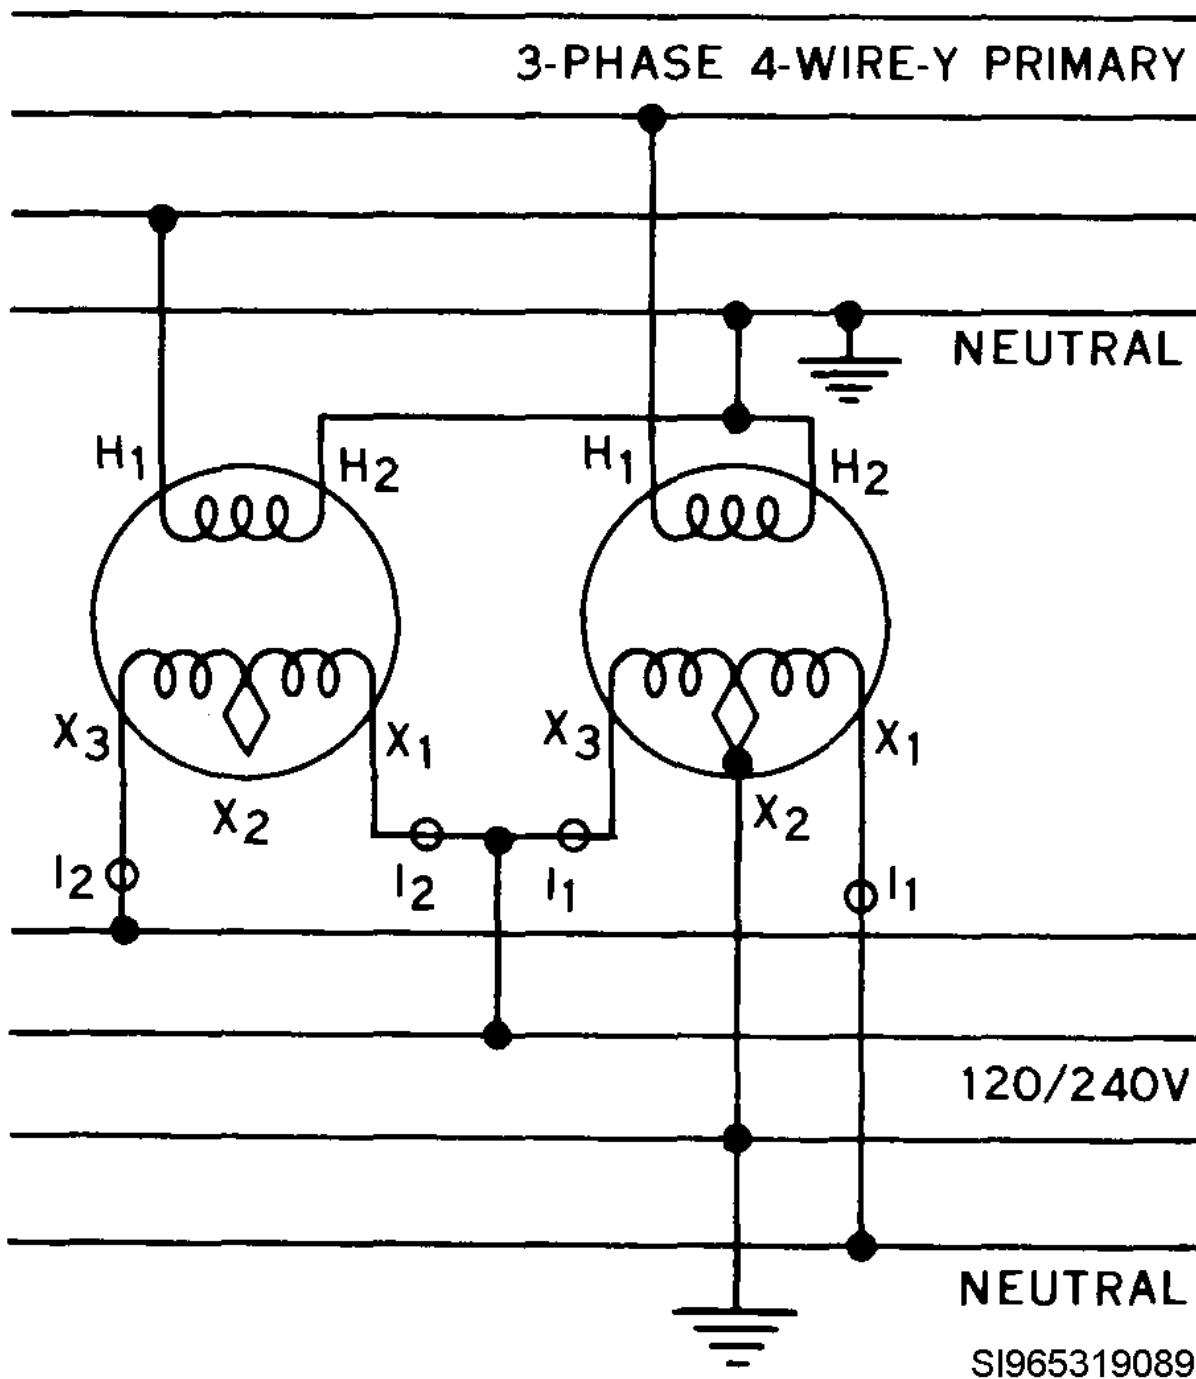 3-PHASE 4-WIRE-Y PRIMARY
NEUTRAL
H1 H2 H1 H2
X3 X1 X3 X1
X2 X2
I2 I2 I1 I1
120/240V
NEUTRAL
SI965319089